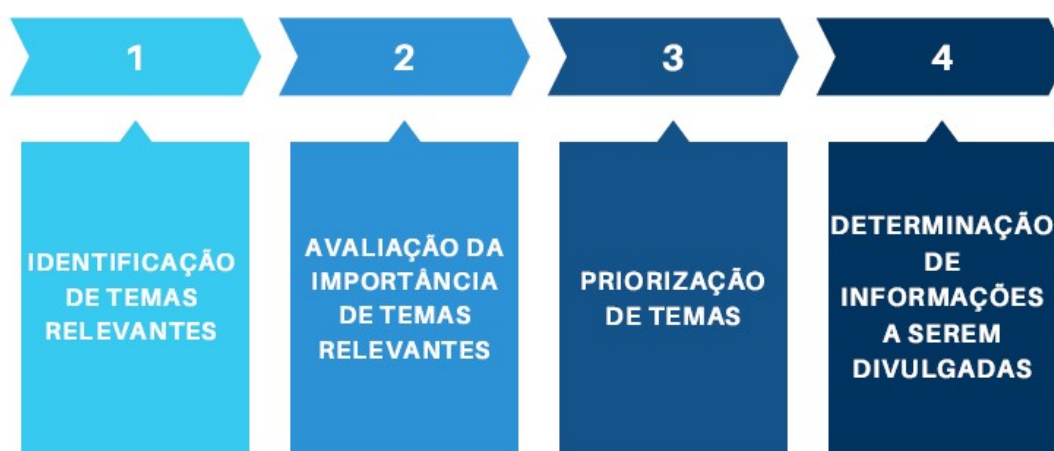 1
2
3
4
IDENTIFICAÇÃO
DE TEMAS
RELEVANTES
AVALIAÇÃO DA
IMPORTÂNCIA
DE TEMAS
RELEVANTES
PRIORIZAÇÃO
DE TEMAS
DETERMINAÇÃO
DE
INFORMAÇÕES
A SEREM
DIVULGADAS